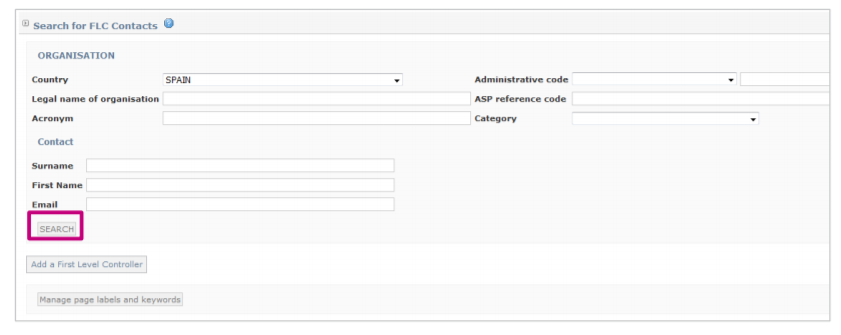 Search for FLC Contacts
ORGANISATION
Country SPAIN Administrative code
Legal name of organisation ASP reference code
Acronym Category
Contact
Surname
First Name
Email
SEARCH
Add a First Level Controller
Manage page labels and keywords